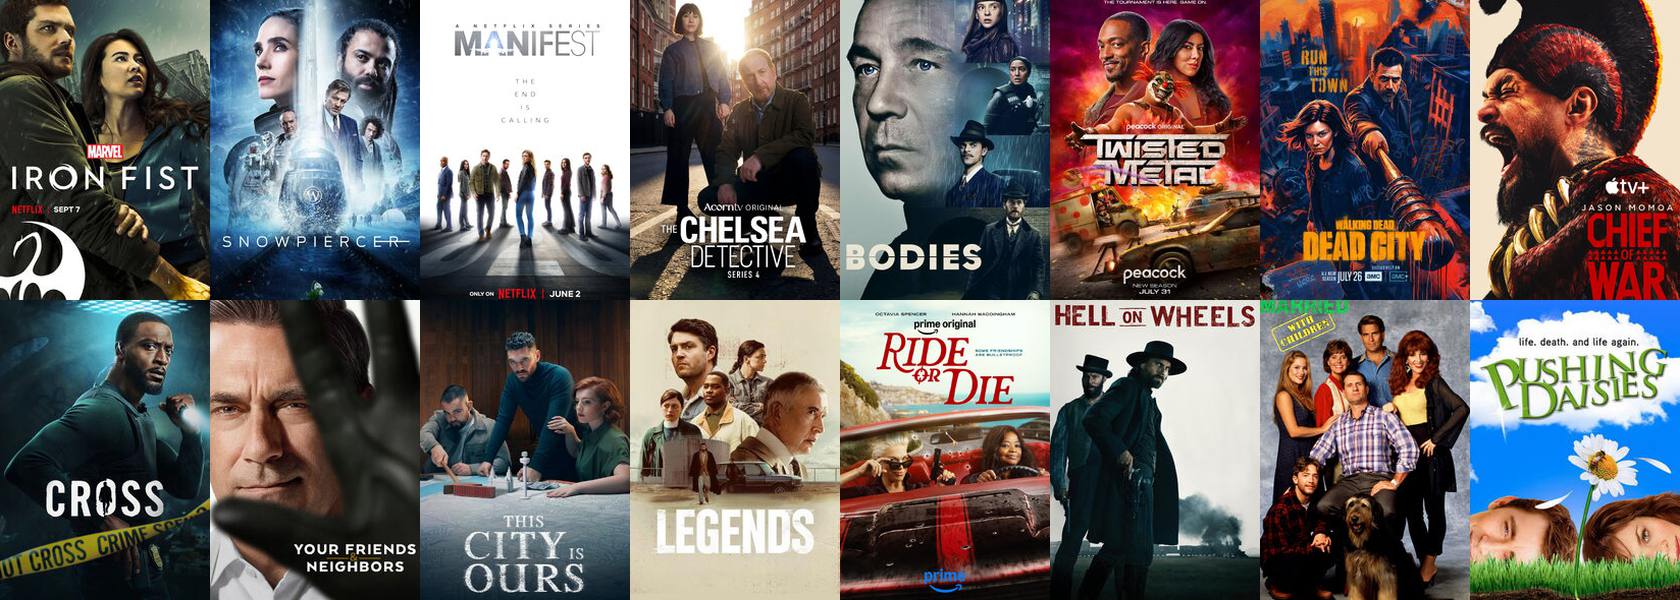 MARVEL
IRON FIST
NETFLIX | SEPT 7
SNOWPIERCER
A NETFLIX SERIES
MANIFEST
THE
END
IS
CALLING
ONLY ON NETFLIX | JUNE 2
Acorn tv ORIGINAL
THE CHELSEA
DETECTIVE
SERIES 4
BODIES
THE TOURNAMENT IS HERE. GAME ON.
peacock ORIGINAL
TWISTED
METAL
peacock
NEW SEASON
JULY 31
RUN
THIS
TOWN
THE WALKING DEAD
DEAD CITY
JULY 26
aMC
aMC+
tv+
JASON MOMOA
CHIEF
OF
WAR
CROSS
NOT CROSS CRIME SCENE
YOUR FRIENDS
&
NEIGHBORS
THIS
CITY IS
OURS
LEGENDS
OCTAVIA SPENCER HANNAH WADDINGHAM
prime original
RIDE
OR DIE
SOME FRIENDSHIPS
ARE BULLETPROOF
prime
HELL ON WHEELS
MARRIED
WITH
CHILDREN
life. death. and life again.
PUSHING
DAISIES